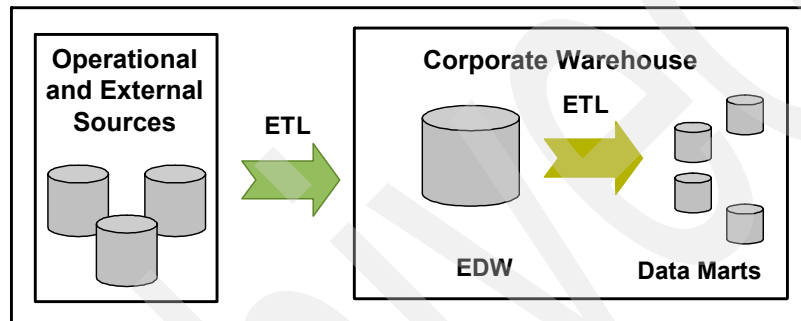 Operational
and External
Sources
ETL
Corporate Warehouse
ETL
EDW
Data Marts